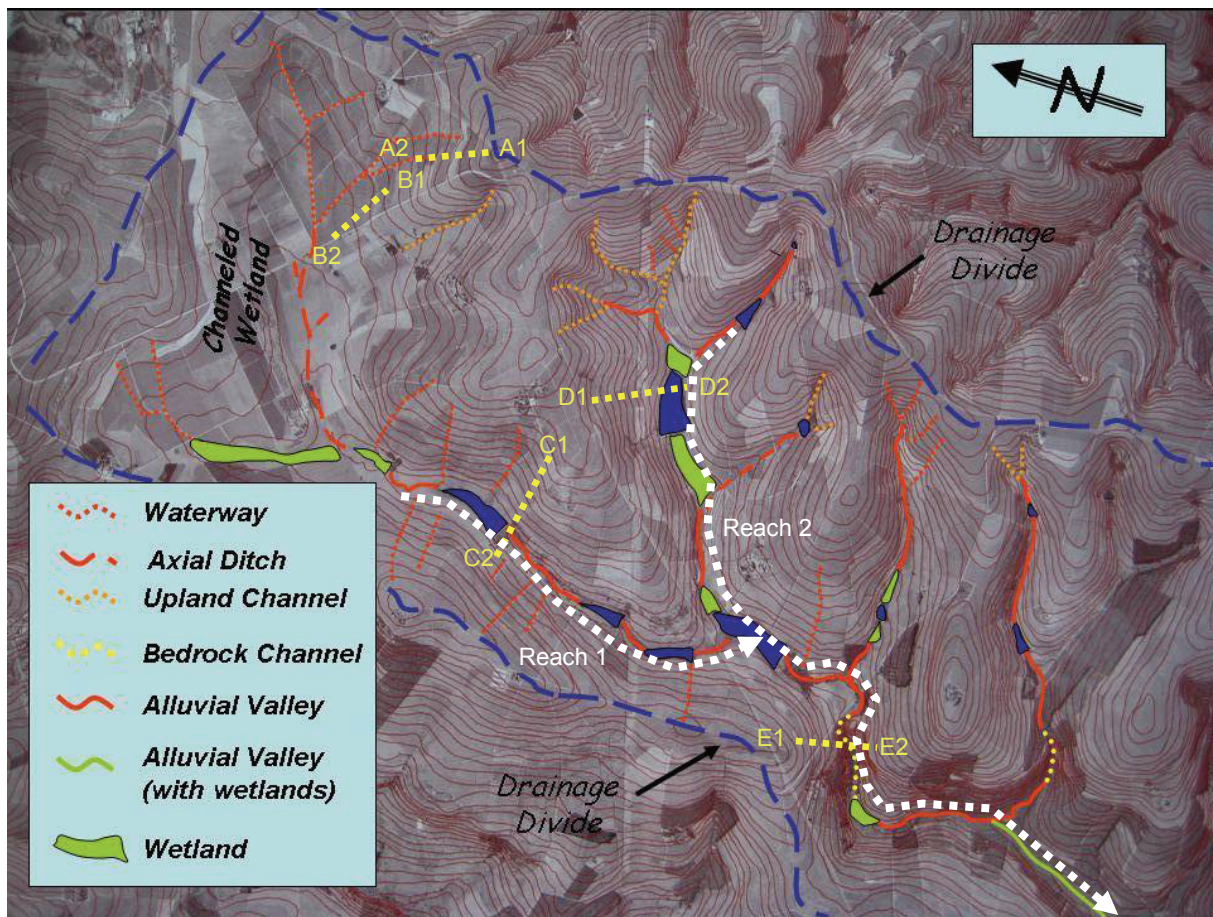 N
A2
A1
B1
B2
Channeled
Wetland
Drainage
Divide
D1
D2
C1
C2
Reach 2
Reach 1
E1
E2
Drainage
Divide
Waterway
Axial Ditch
Upland Channel
Bedrock Channel
Alluvial Valley
Alluvial Valley
(with wetlands)
Wetland